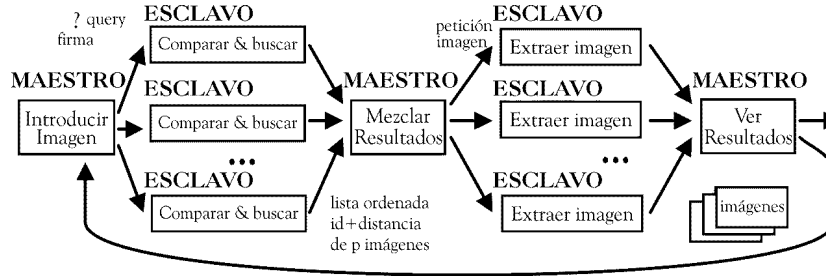 ? query
firma
ESCLAVO
Comparar & buscar
petición
imagen
ESCLAVO
Extraer imagen
MAESTRO
Introducir
Imagen
ESCLAVO
Comparar & buscar
MAESTRO
Mezclar
Resultados
ESCLAVO
Extraer imagen
MAESTRO
Ver
Resultados
...
...
ESCLAVO
Comparar & buscar
lista ordenada
id+distancia
de p imágenes
ESCLAVO
Extraer imagen
imágenes